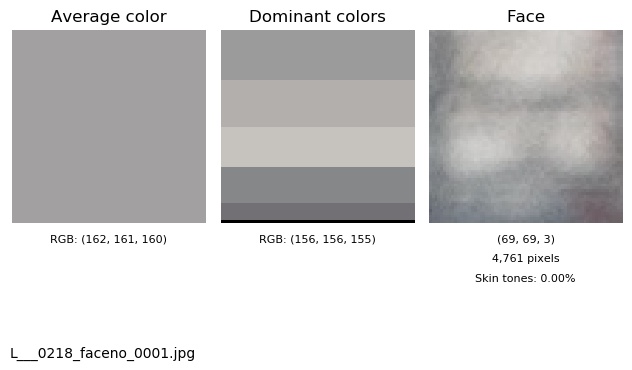 Average color
Dominant colors
Face
RGB: (162, 161, 160)
RGB: (156, 156, 155)
(69, 69, 3)
4,761 pixels
Skin tones: 0.00%
L___0218_faceno_0001.jpg